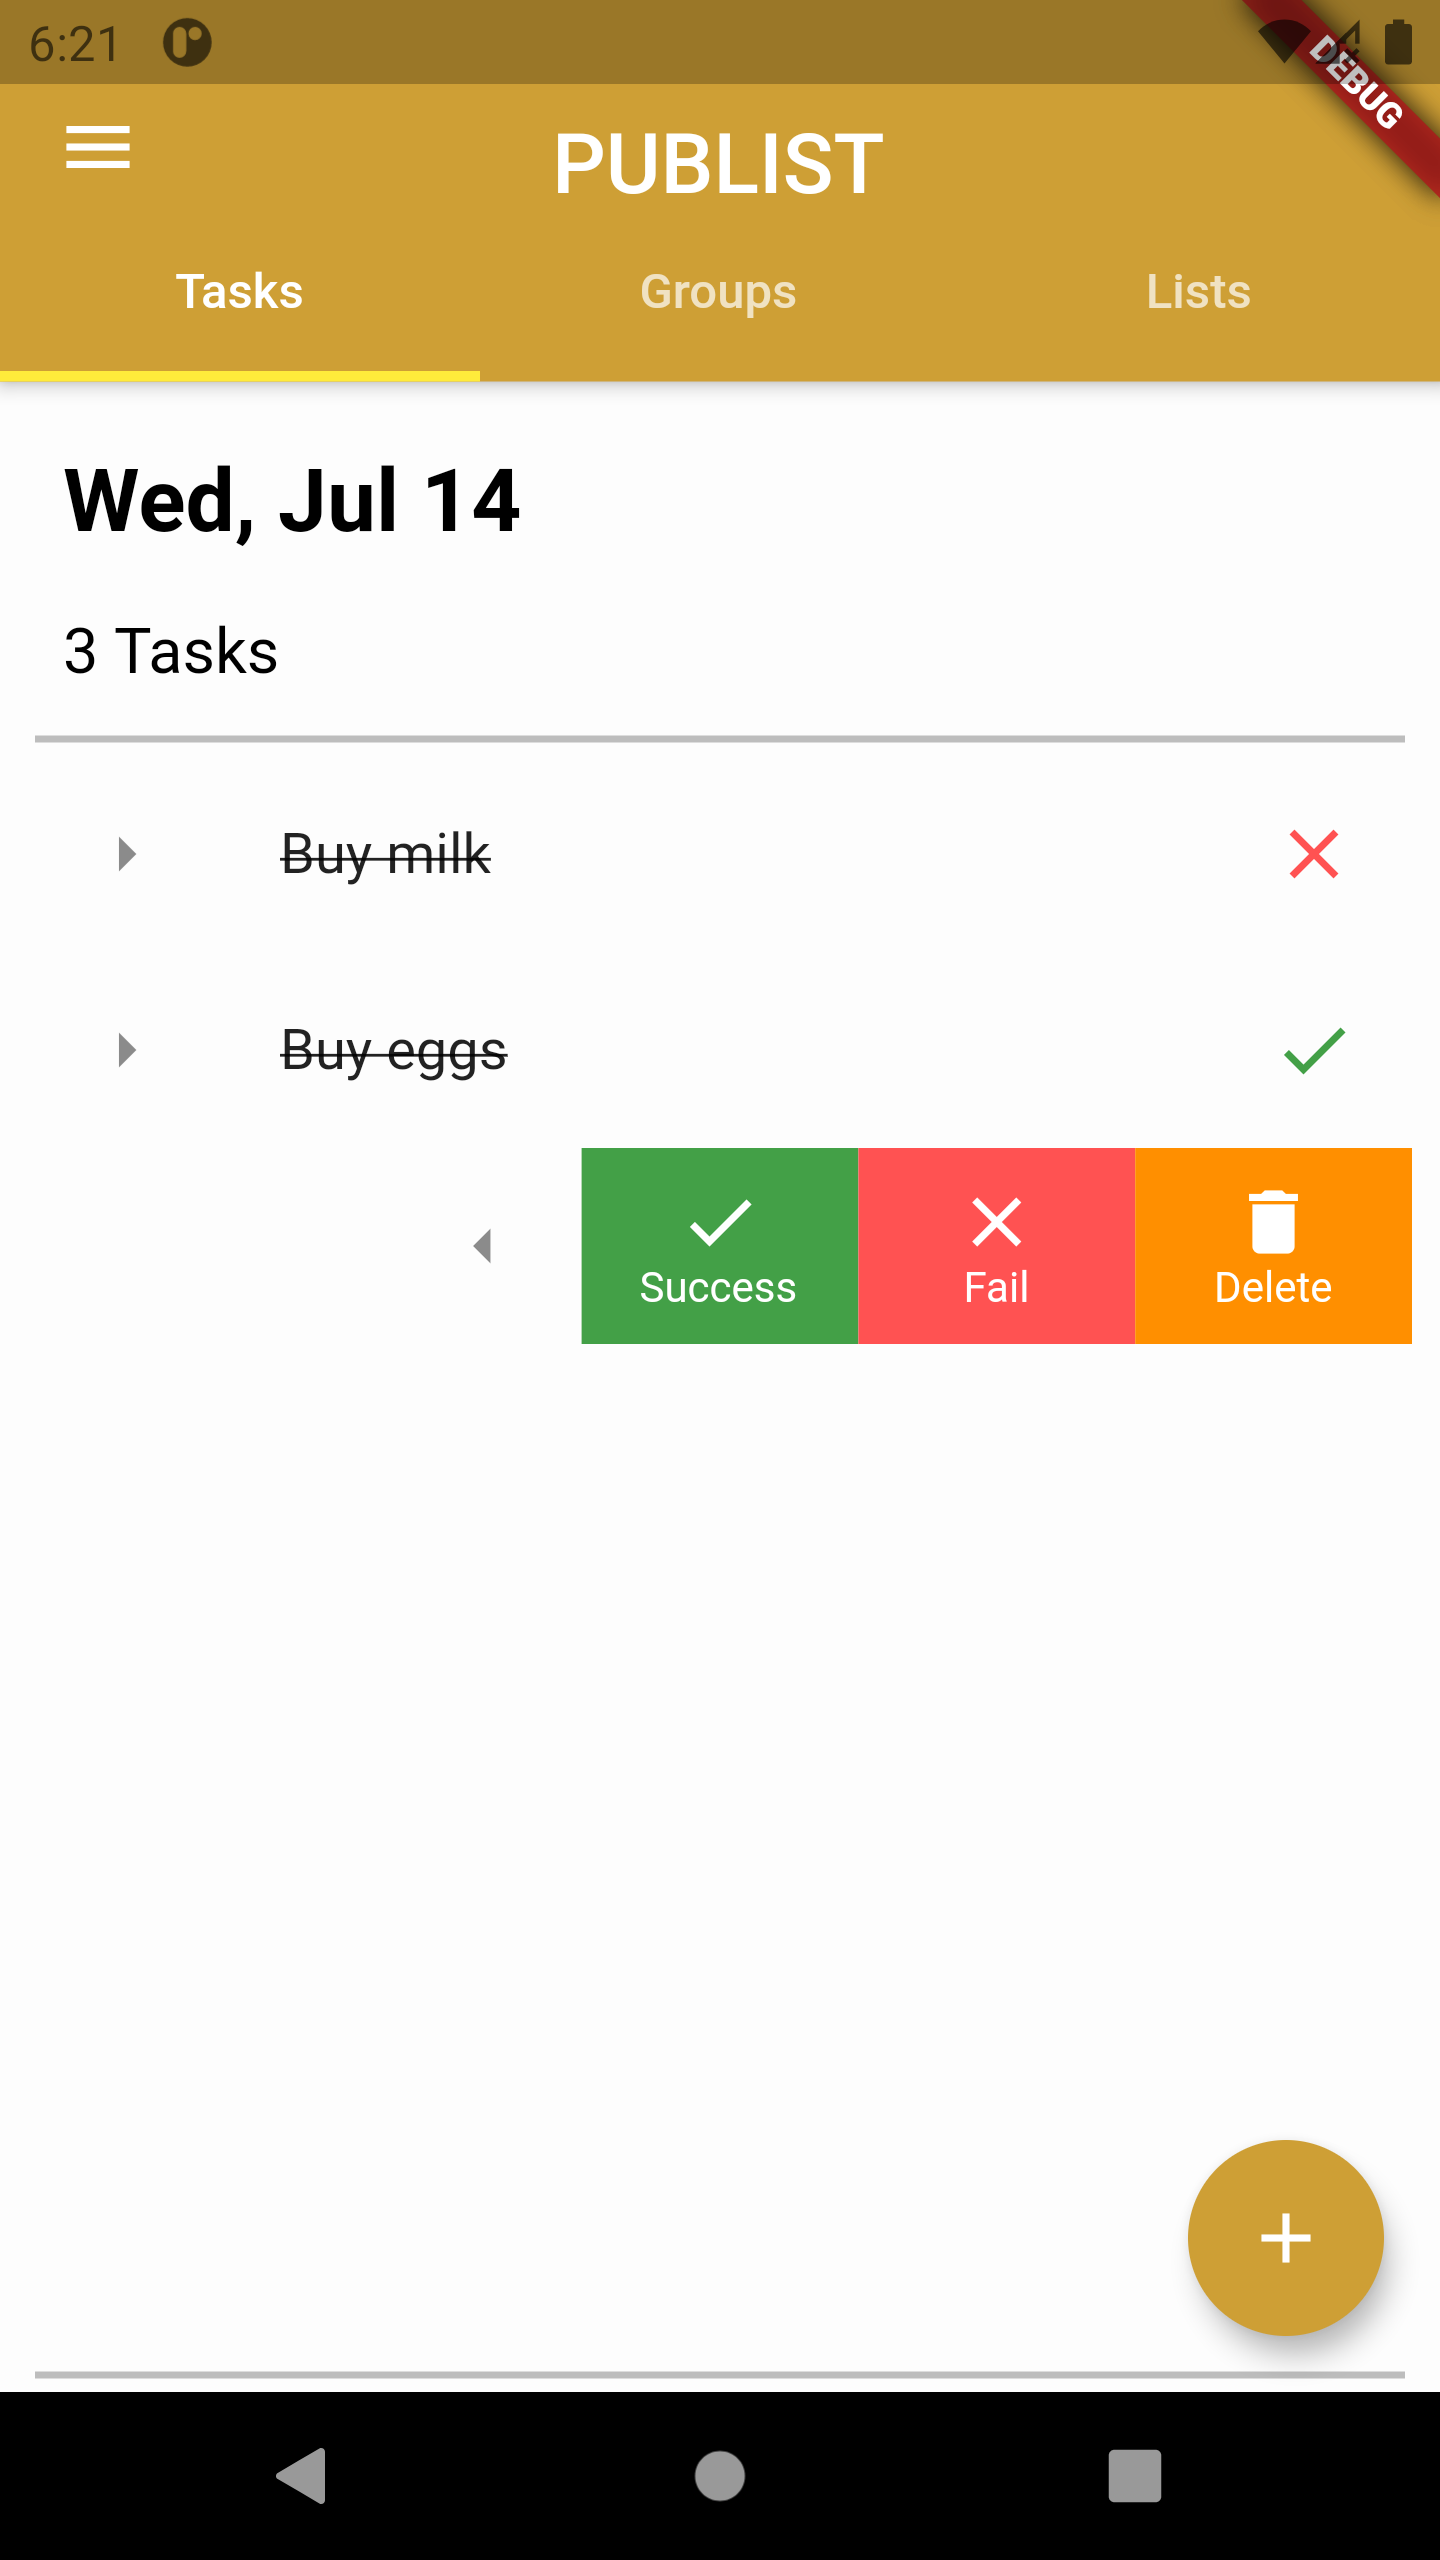 6:21
DEBUG
PUBLIST
Tasks Groups Lists
Wed, Jul 14
3 Tasks
Buy milk
Buy eggs
Success Fail Delete